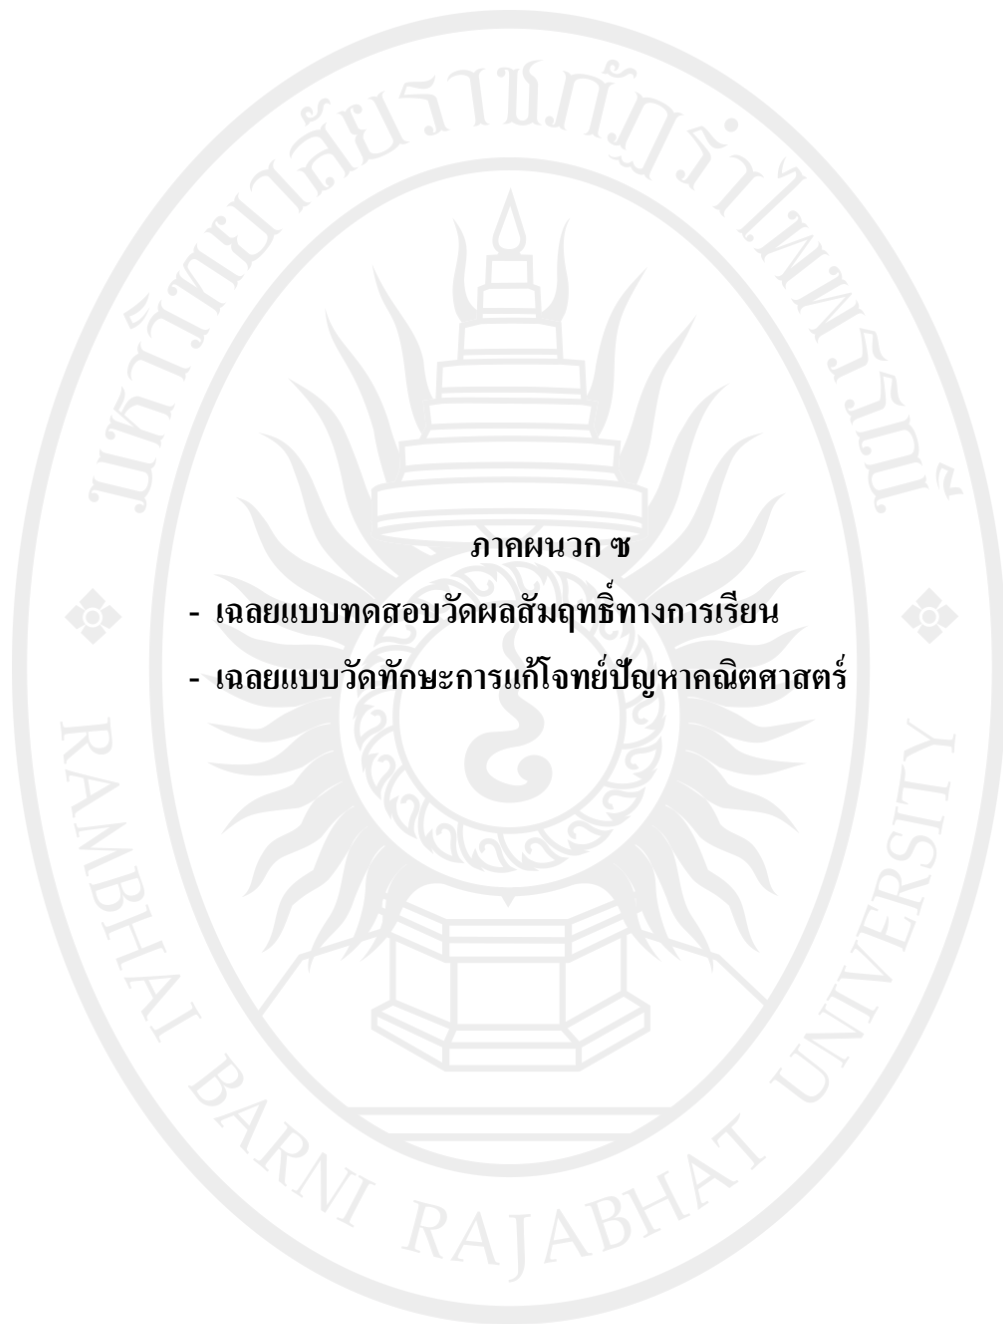 มหาวิทยาลัยราชภัฏรำไพพรรณี
ภาคผนวก ซ
- เฉลยแบบทดสอบวัดผลสัมฤทธิ์ทางการเรียน
- เฉลยแบบวัดทักษะการแก้โจทย์ปัญหาคณิตศาสตร์
RAMBHAI BARNI RAJABHAT UNIVERSITY